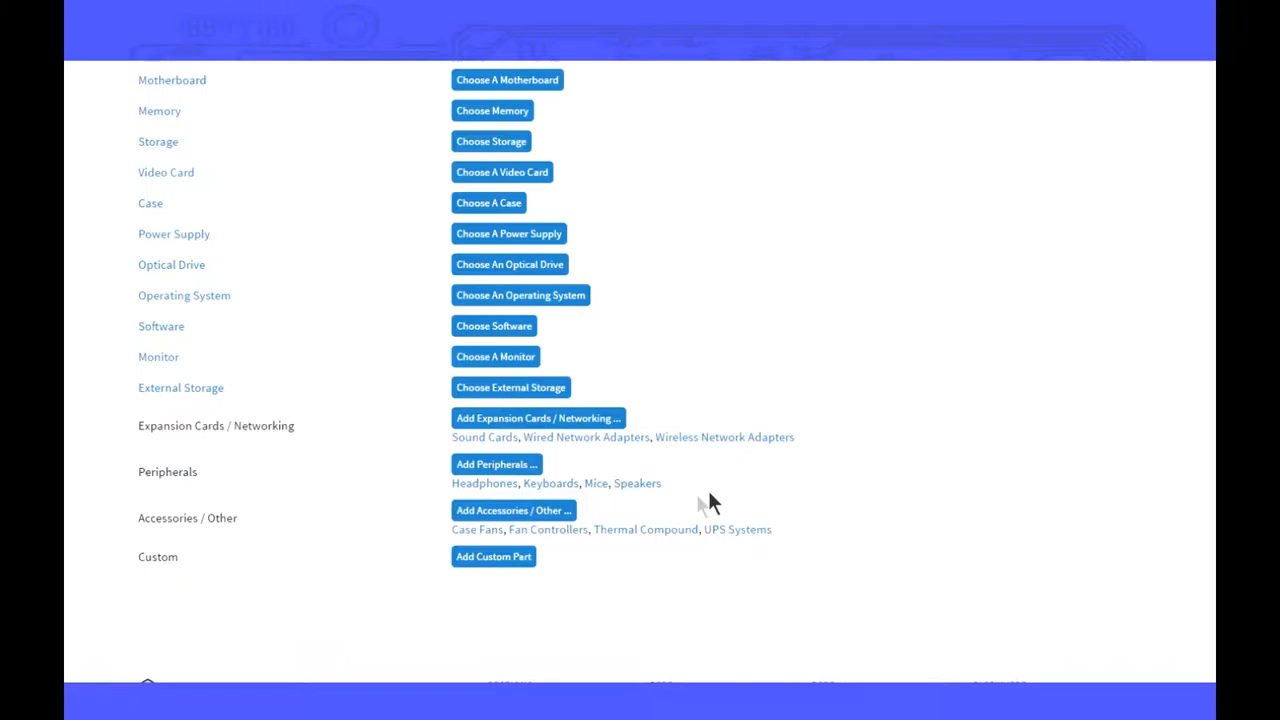 Motherboard Choose A Motherboard
Memory Choose Memory
Storage Choose Storage
Video Card Choose A Video Card
Case Choose A Case
Power Supply Choose A Power Supply
Optical Drive Choose An Optical Drive
Operating System Choose An Operating System
Software Choose Software
Monitor Choose A Monitor
External Storage Choose External Storage
Add Expansion Cards / Networking ...
Expansion Cards / Networking
Sound Cards, Wired Network Adapters, Wireless Network Adapters
Add Peripherals ...
Peripherals
Headphones, Keyboards, Mice, Speakers
Add Accessories / Other ...
Accessories / Other
Case Fans, Fan Controllers, Thermal Compound, UPS Systems
Custom Add Custom Part